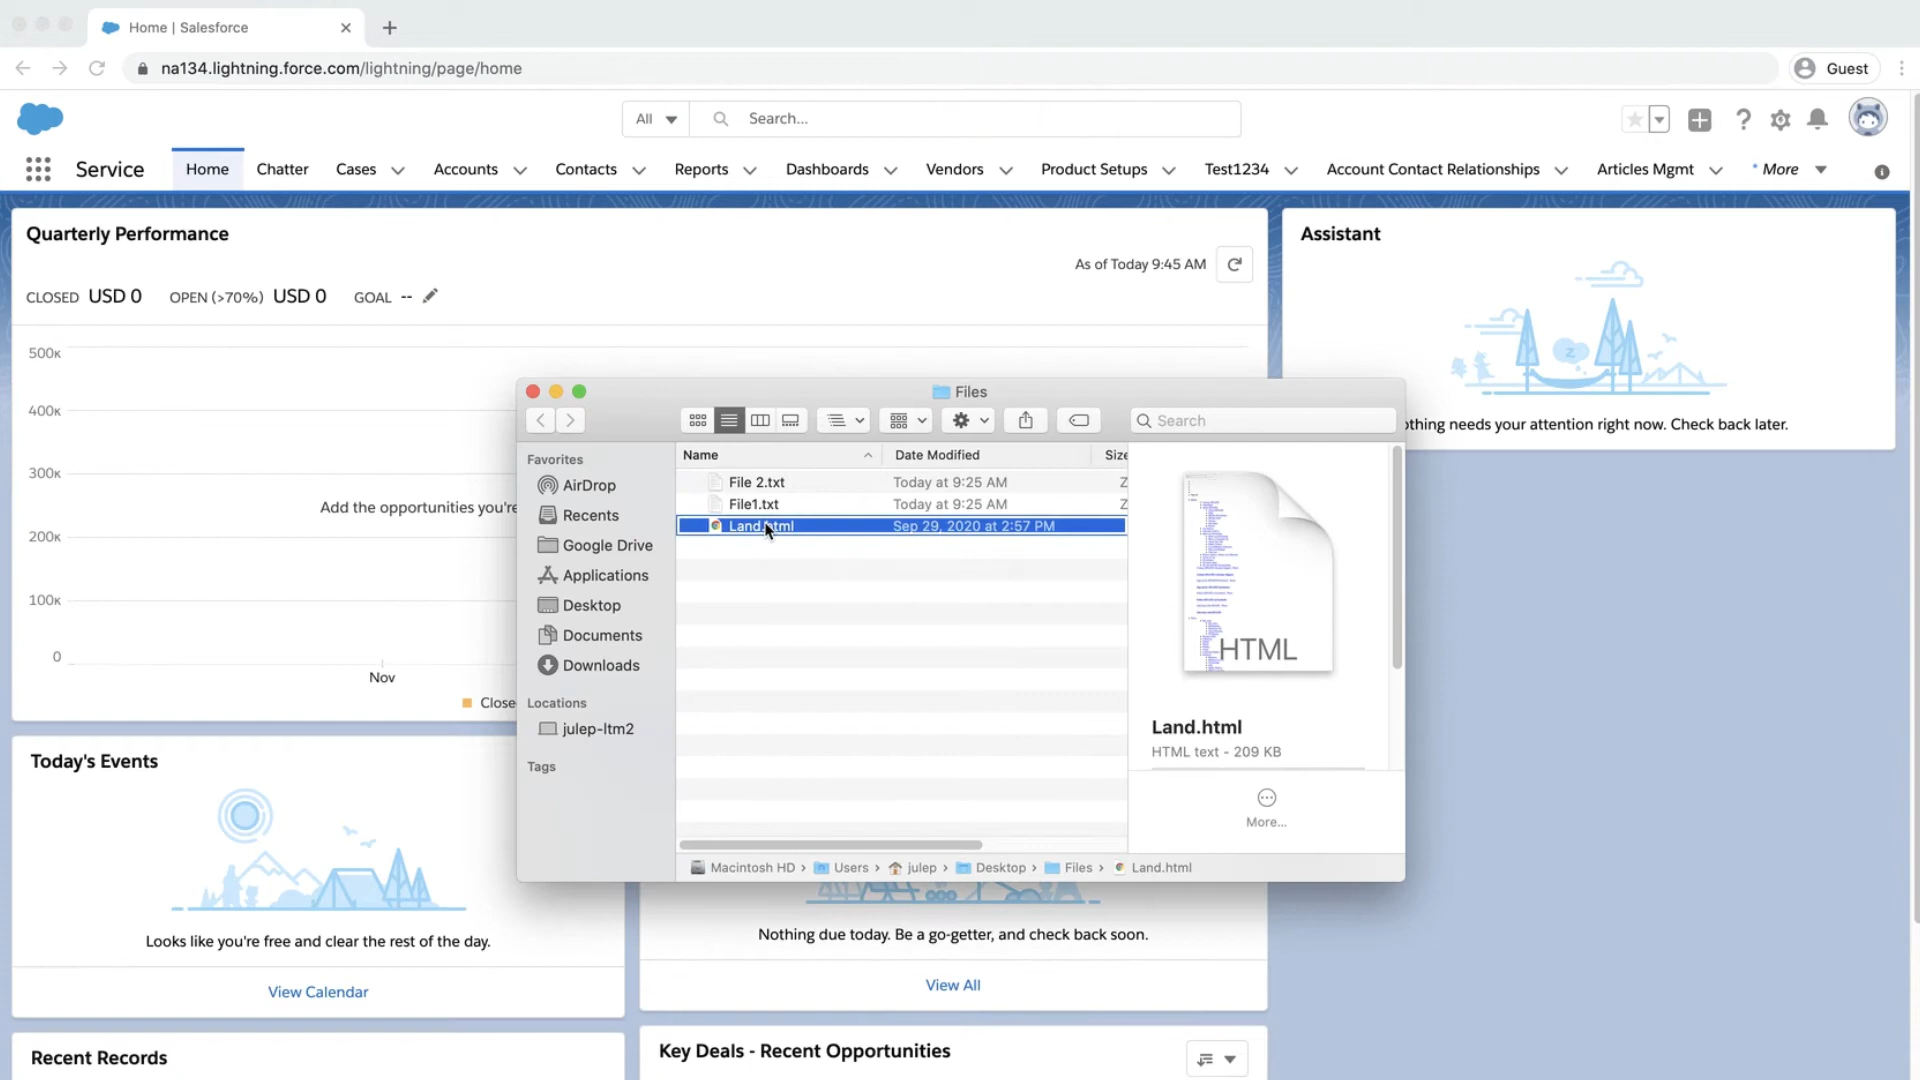 Home | Salesforce
na134.lightning.force.com/lightning/page/home
Guest
All
Search...
Service
Home
Chatter
Cases
Accounts
Contacts
Reports
Dashboards
Vendors
Product Setups
Test1234
Account Contact Relationships
Articles Mgmt
* More
Quarterly Performance
As of Today 9:45 AM
CLOSED USD 0 OPEN (>70%) USD 0 GOAL --
500K
400K
300K
200K
100K
0
Add the opportunities you're
Nov
Close
Assistant
othing needs your attention right now. Check back later.
Files
Search
Favorites
AirDrop
Recents
Google Drive
Applications
Desktop
Documents
Downloads
Locations
julep-ltm2
Tags
Name Date Modified Size
File 2.txt Today at 9:25 AM Z
File1.txt Today at 9:25 AM Z
Land.html Sep 29, 2020 at 2:57 PM
HTML
Land.html
HTML text - 209 KB
More...
Macintosh HD › Users › julep › Desktop › Files › Land.html
Today's Events
Looks like you're free and clear the rest of the day.
View Calendar
Nothing due today. Be a go-getter, and check back soon.
View All
Recent Records
Key Deals - Recent Opportunities